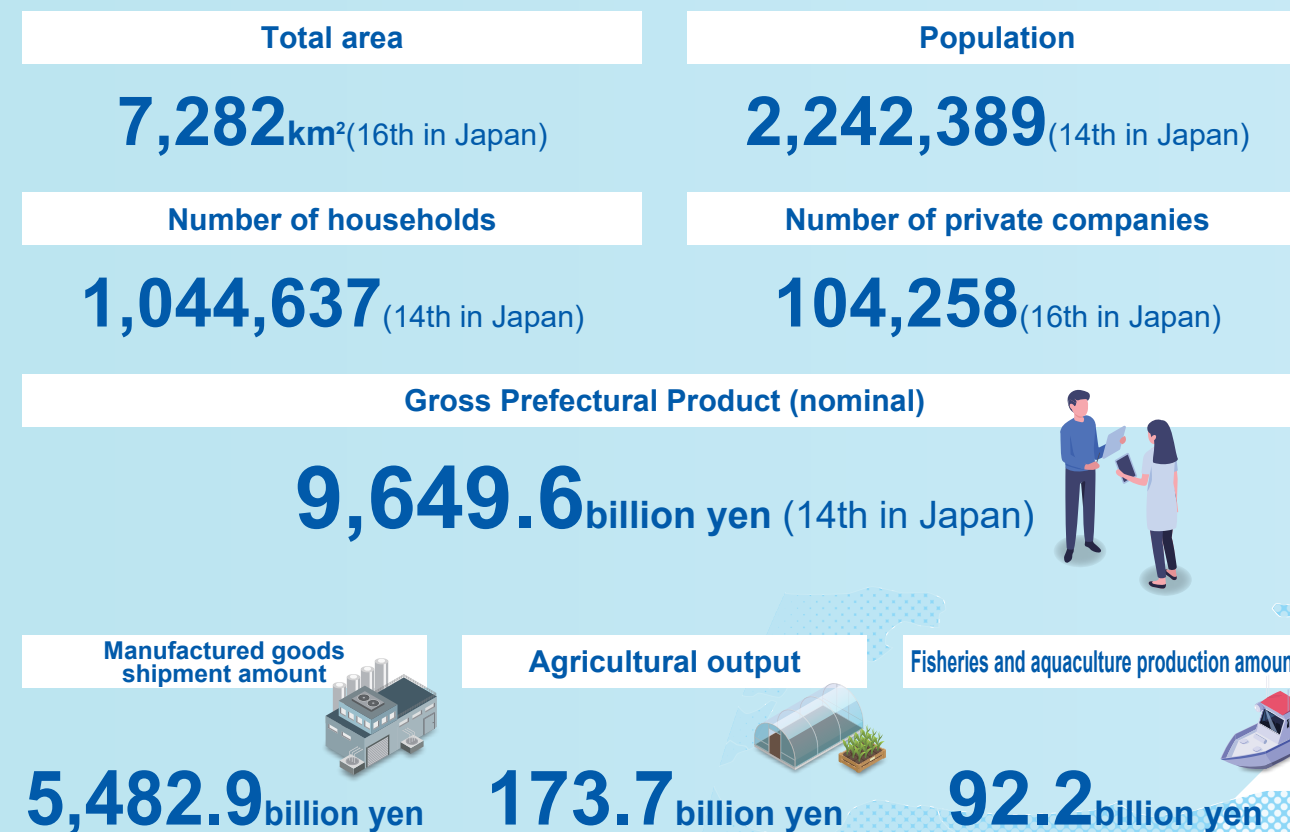 Total area
Population
7,282km²(16th in Japan)
2,242,389(14th in Japan)
Number of households
Number of private companies
1,044,637(14th in Japan)
104,258(16th in Japan)
Gross Prefectural Product (nominal)
9,649.6billion yen (14th in Japan)
Manufactured goods
shipment amount
Agricultural output
Fisheries and aquaculture production amoun
5,482.9billion yen
173.7billion yen
92.2billion yen